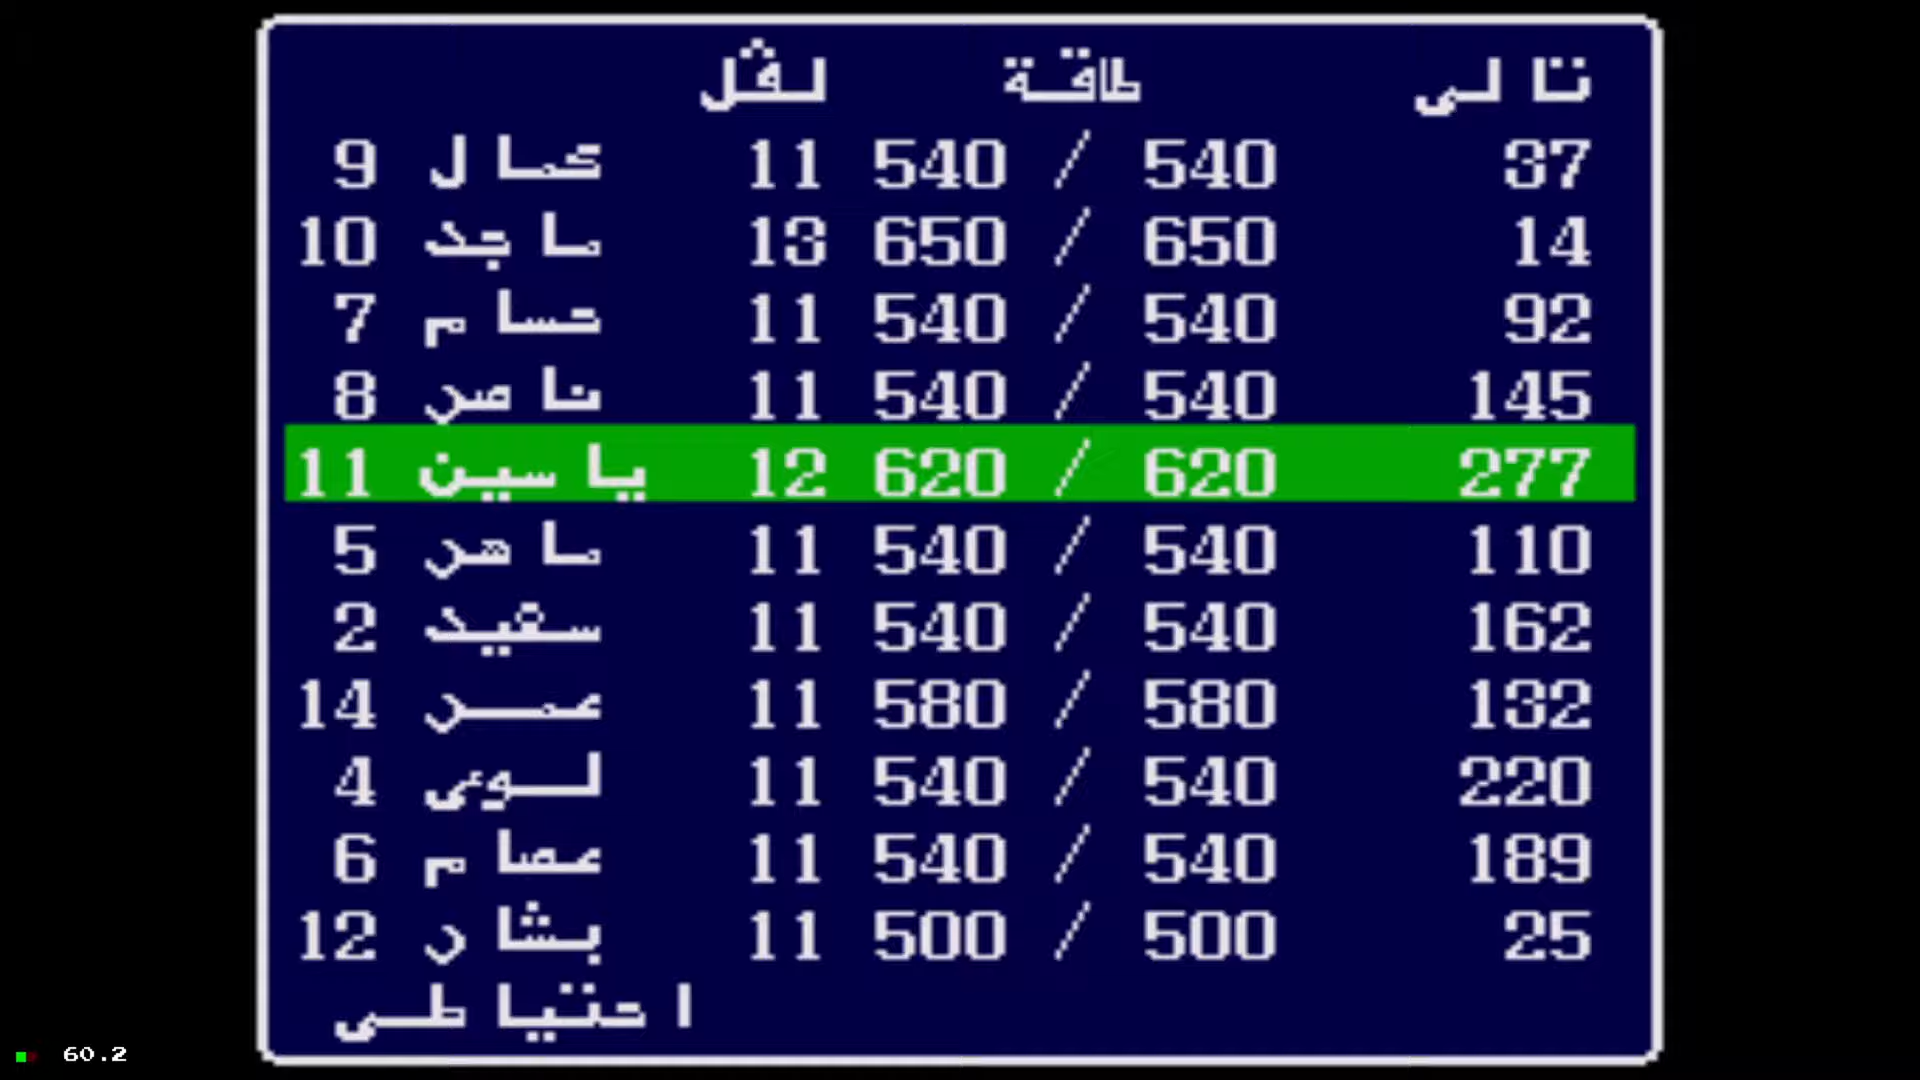 لڤل طاقة تالى
9 كمال 11 540 / 540 37
10 ماجد 13 650 / 650 14
7 حسام 11 540 / 540 92
8 ناصر 11 540 / 540 145
11 ياسين 12 620 / 620 277
5 ماهر 11 540 / 540 110
2 سعيد 11 540 / 540 162
14 عمر 11 580 / 580 132
4 لوئى 11 540 / 540 220
6 عصام 11 540 / 540 189
12 بشار 11 500 / 500 25
احتياطى
60.2